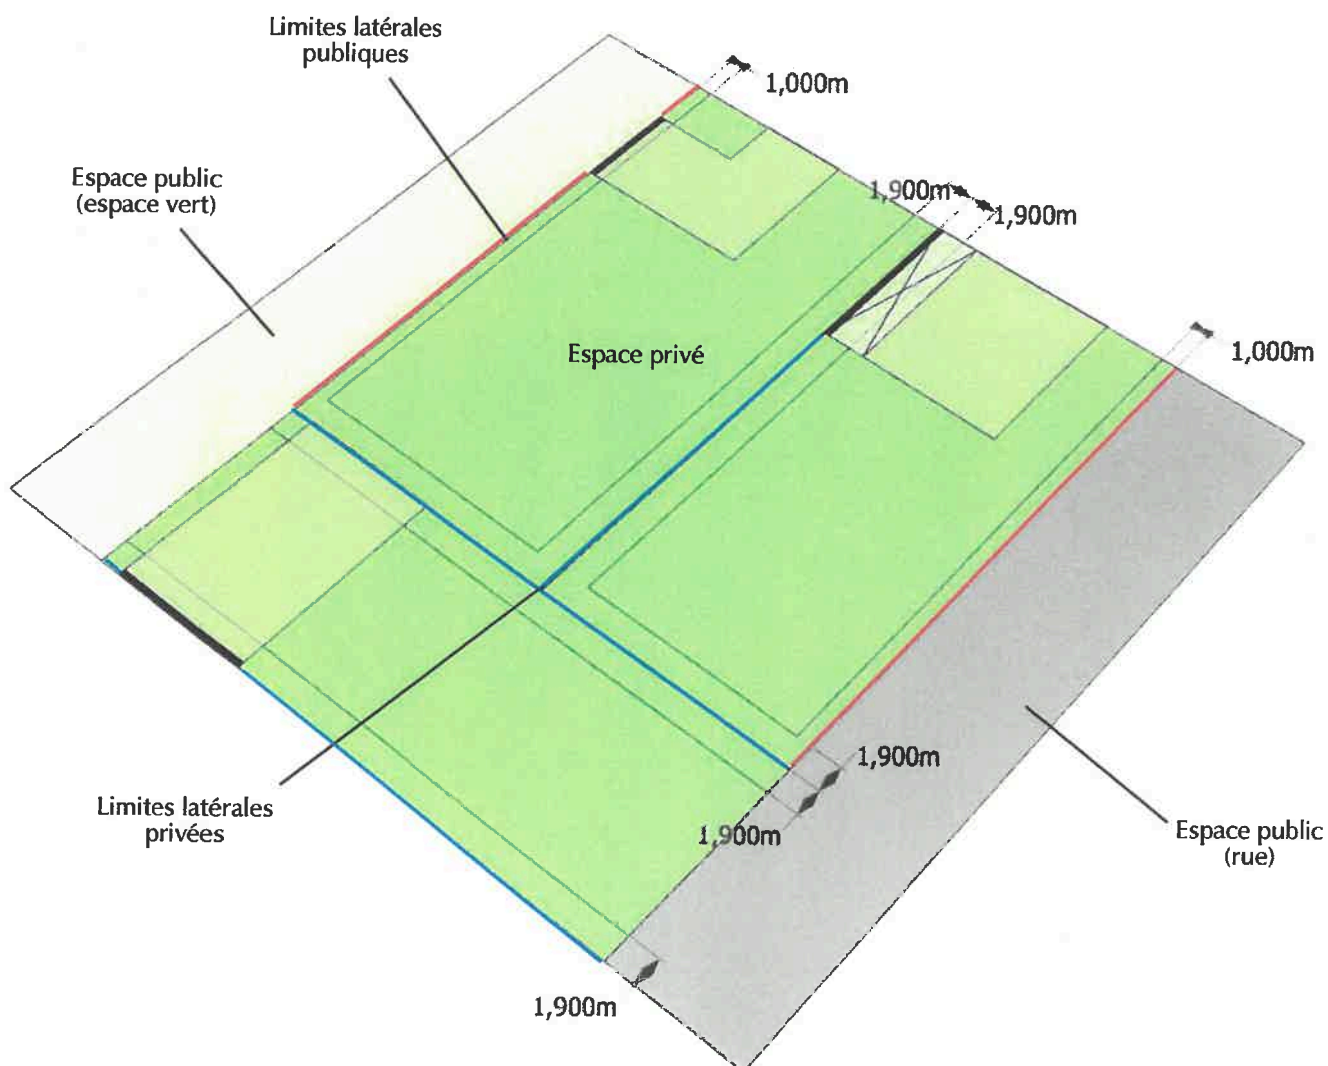 Limites latérales
publiques
1,000m
Espace public
(espace vert)
1,900m
1,900m
Espace privé
1,000m
1,900m
1,900m
Limites latérales
privées
Espace public
(rue)
1,900m